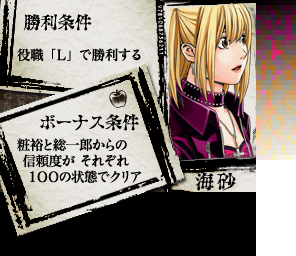 勝利条件
役職「L」で勝利する
ボーナス条件
粧裕と総一郎からの
信頼度が それぞれ
100の状態でクリア
海砂